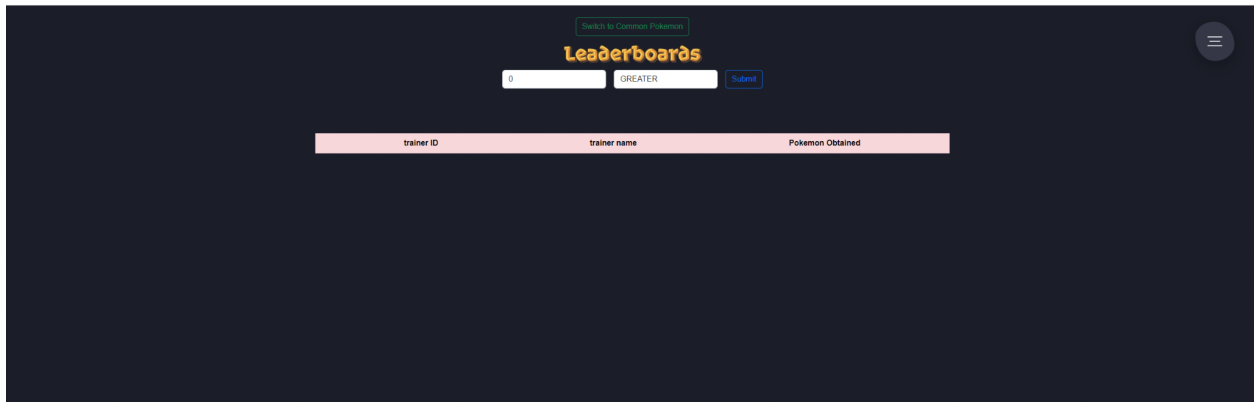 Switch to Common Pokemon
Leaderboards
0 GREATER Submit
trainer ID trainer name Pokemon Obtained